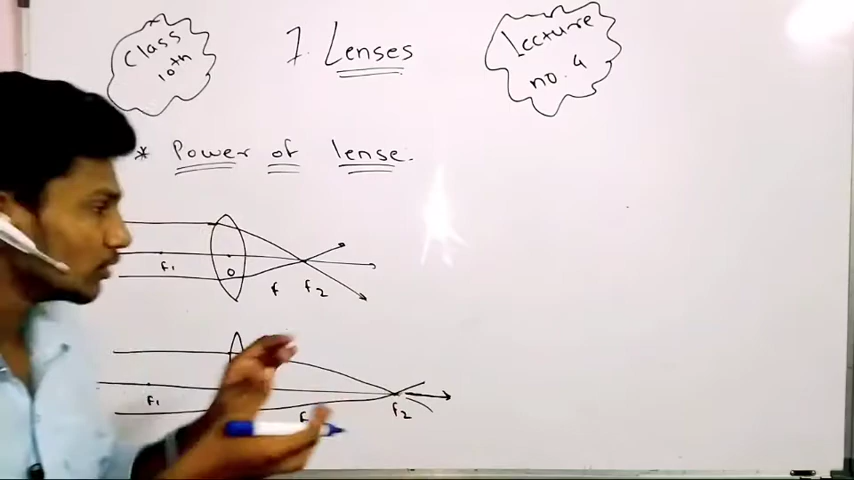 Class
10th
7. Lenses
Lecture
no. 4
* Power of lense.
F1
O
f
F2
F1
f
F2